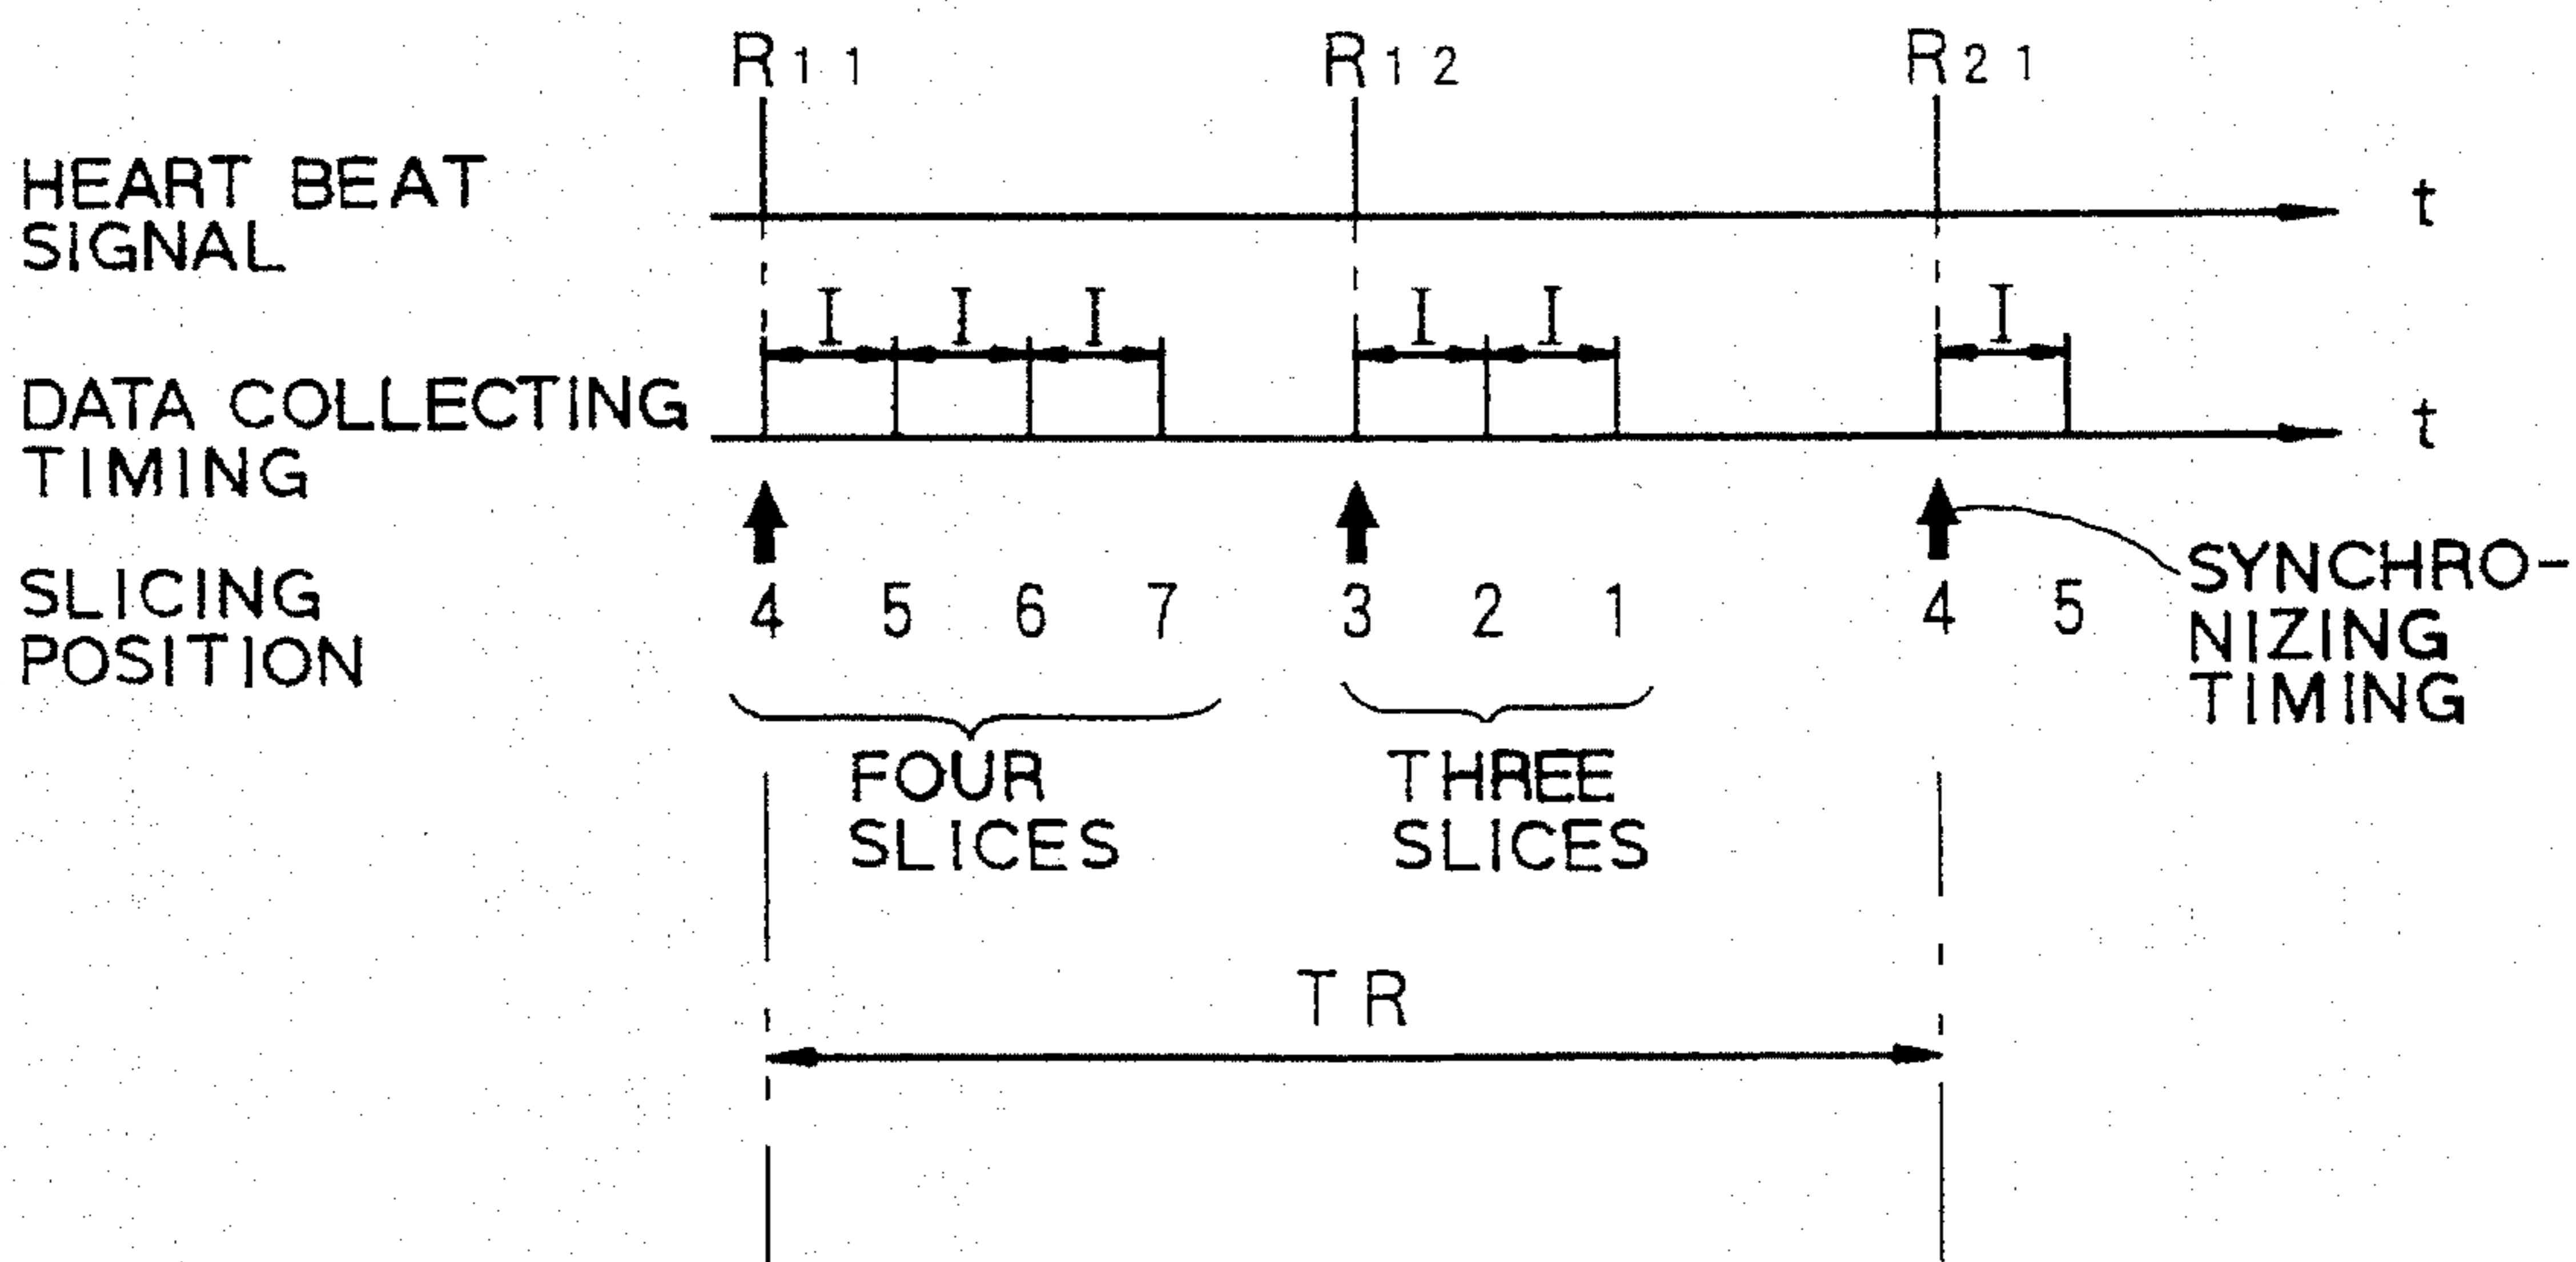 R11 R12 R21
HEART BEAT
SIGNAL
t
I I I I I I
DATA COLLECTING
TIMING
t
SLICING
POSITION
4 5 6 7 3 2 1 4 5
SYNCHRO-
NIZING
TIMING
FOUR
SLICES
THREE
SLICES
TR